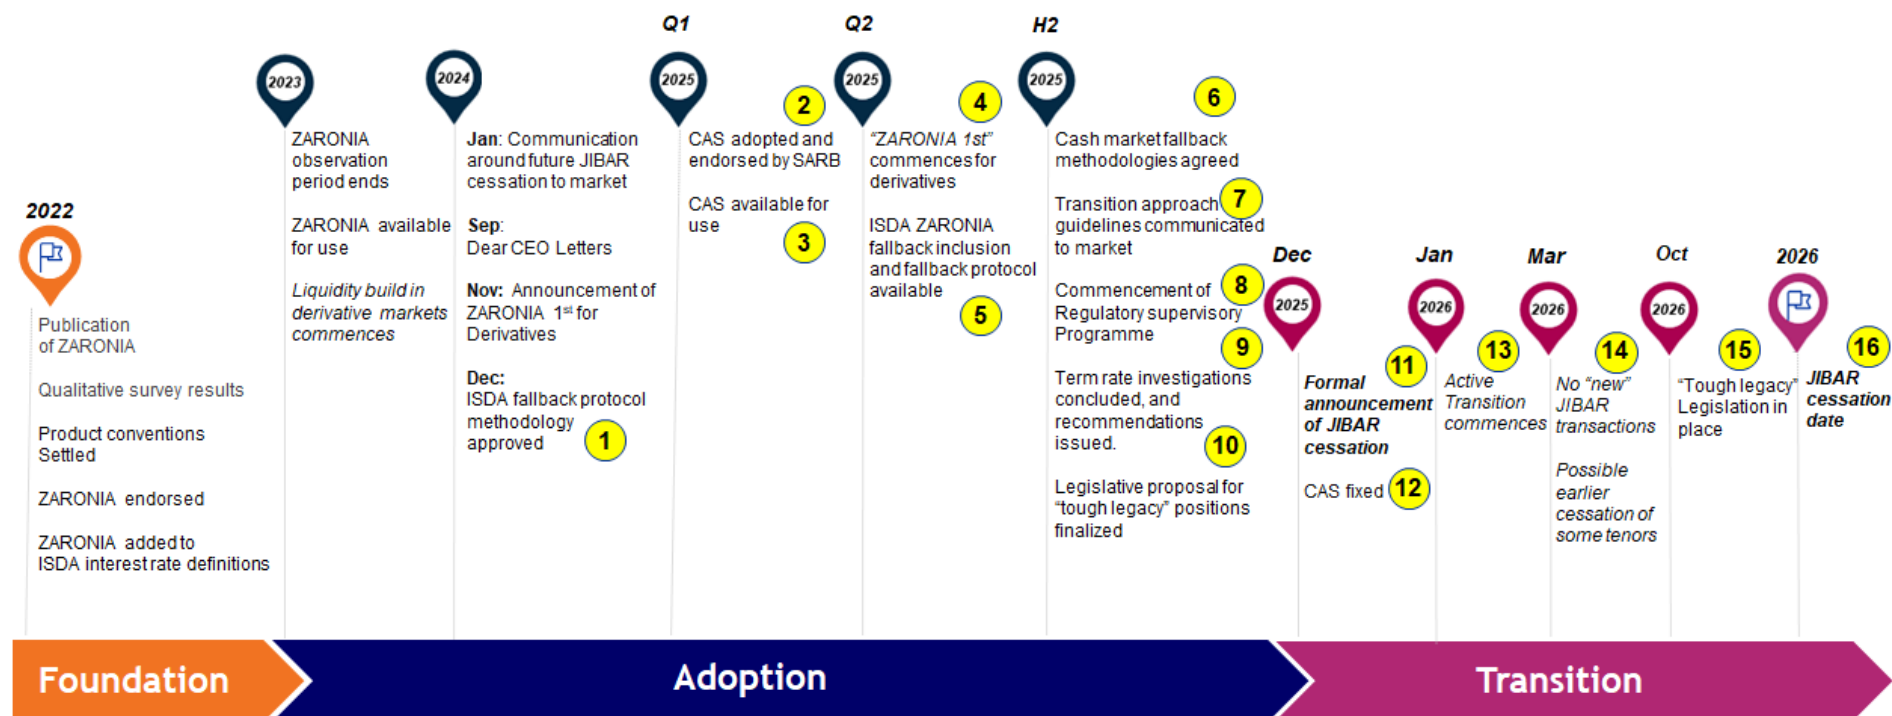 2022
Publication
of ZARONIA
Qualitative survey results
Product conventions
Settled
ZARONIA endorsed
ZARONIA added to
ISDA interest rate definitions
2023
ZARONIA
observation
period ends
ZARONIA available
for use
Liquidity build in
derivative markets
commences
2024
Jan: Communication
around future JIBAR
cessation to market
Sep:
Dear CEO Letters
Nov: Announcement of
ZARONIA 1st for
Derivatives
Dec:
ISDA fallback protocol
methodology
approved
1
Q1
2025
2
CAS adopted and
endorsed by SARB
CAS available for
use
3
Q2
2025
4
"ZARONIA 1st"
commences for
derivatives
ISDA ZARONIA
fallback inclusion
and fallback protocol
available
5
H2
2025
6
Cash market fallback
methodologies agreed
7
Transition approach
guidelines communicated
to market
8
Commencement of
Regulatory supervisory
Programme
9
Term rate investigations
concluded, and
recommendations
issued.
10
Legislative proposal for
"tough legacy" positions
finalized
Dec
2025
11
Formal
announcement
of JIBAR
cessation
CAS fixed
12
Jan
2026
13
Active
Transition
commences
Mar
2026
14
No "new"
JIBAR
transactions
Possible
earlier
cessation of
some tenors
Oct
2026
15
"Tough legacy"
Legislation in
place
2026
16
JIBAR
cessation
date
Foundation
Adoption
Transition